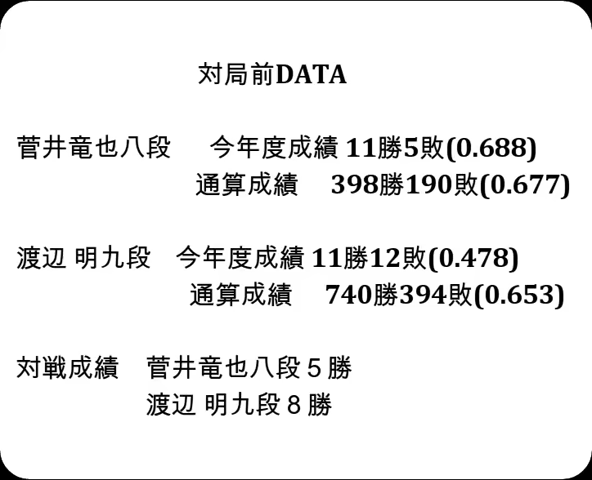 対局前DATA
菅井竜也八段 今年度成績 11勝5敗(0.688)
通算成績 398勝190敗(0.677)
渡辺 明九段 今年度成績 11勝12敗(0.478)
通算成績 740勝394敗(0.653)
対戦成績 菅井竜也八段５勝
渡辺 明九段８勝